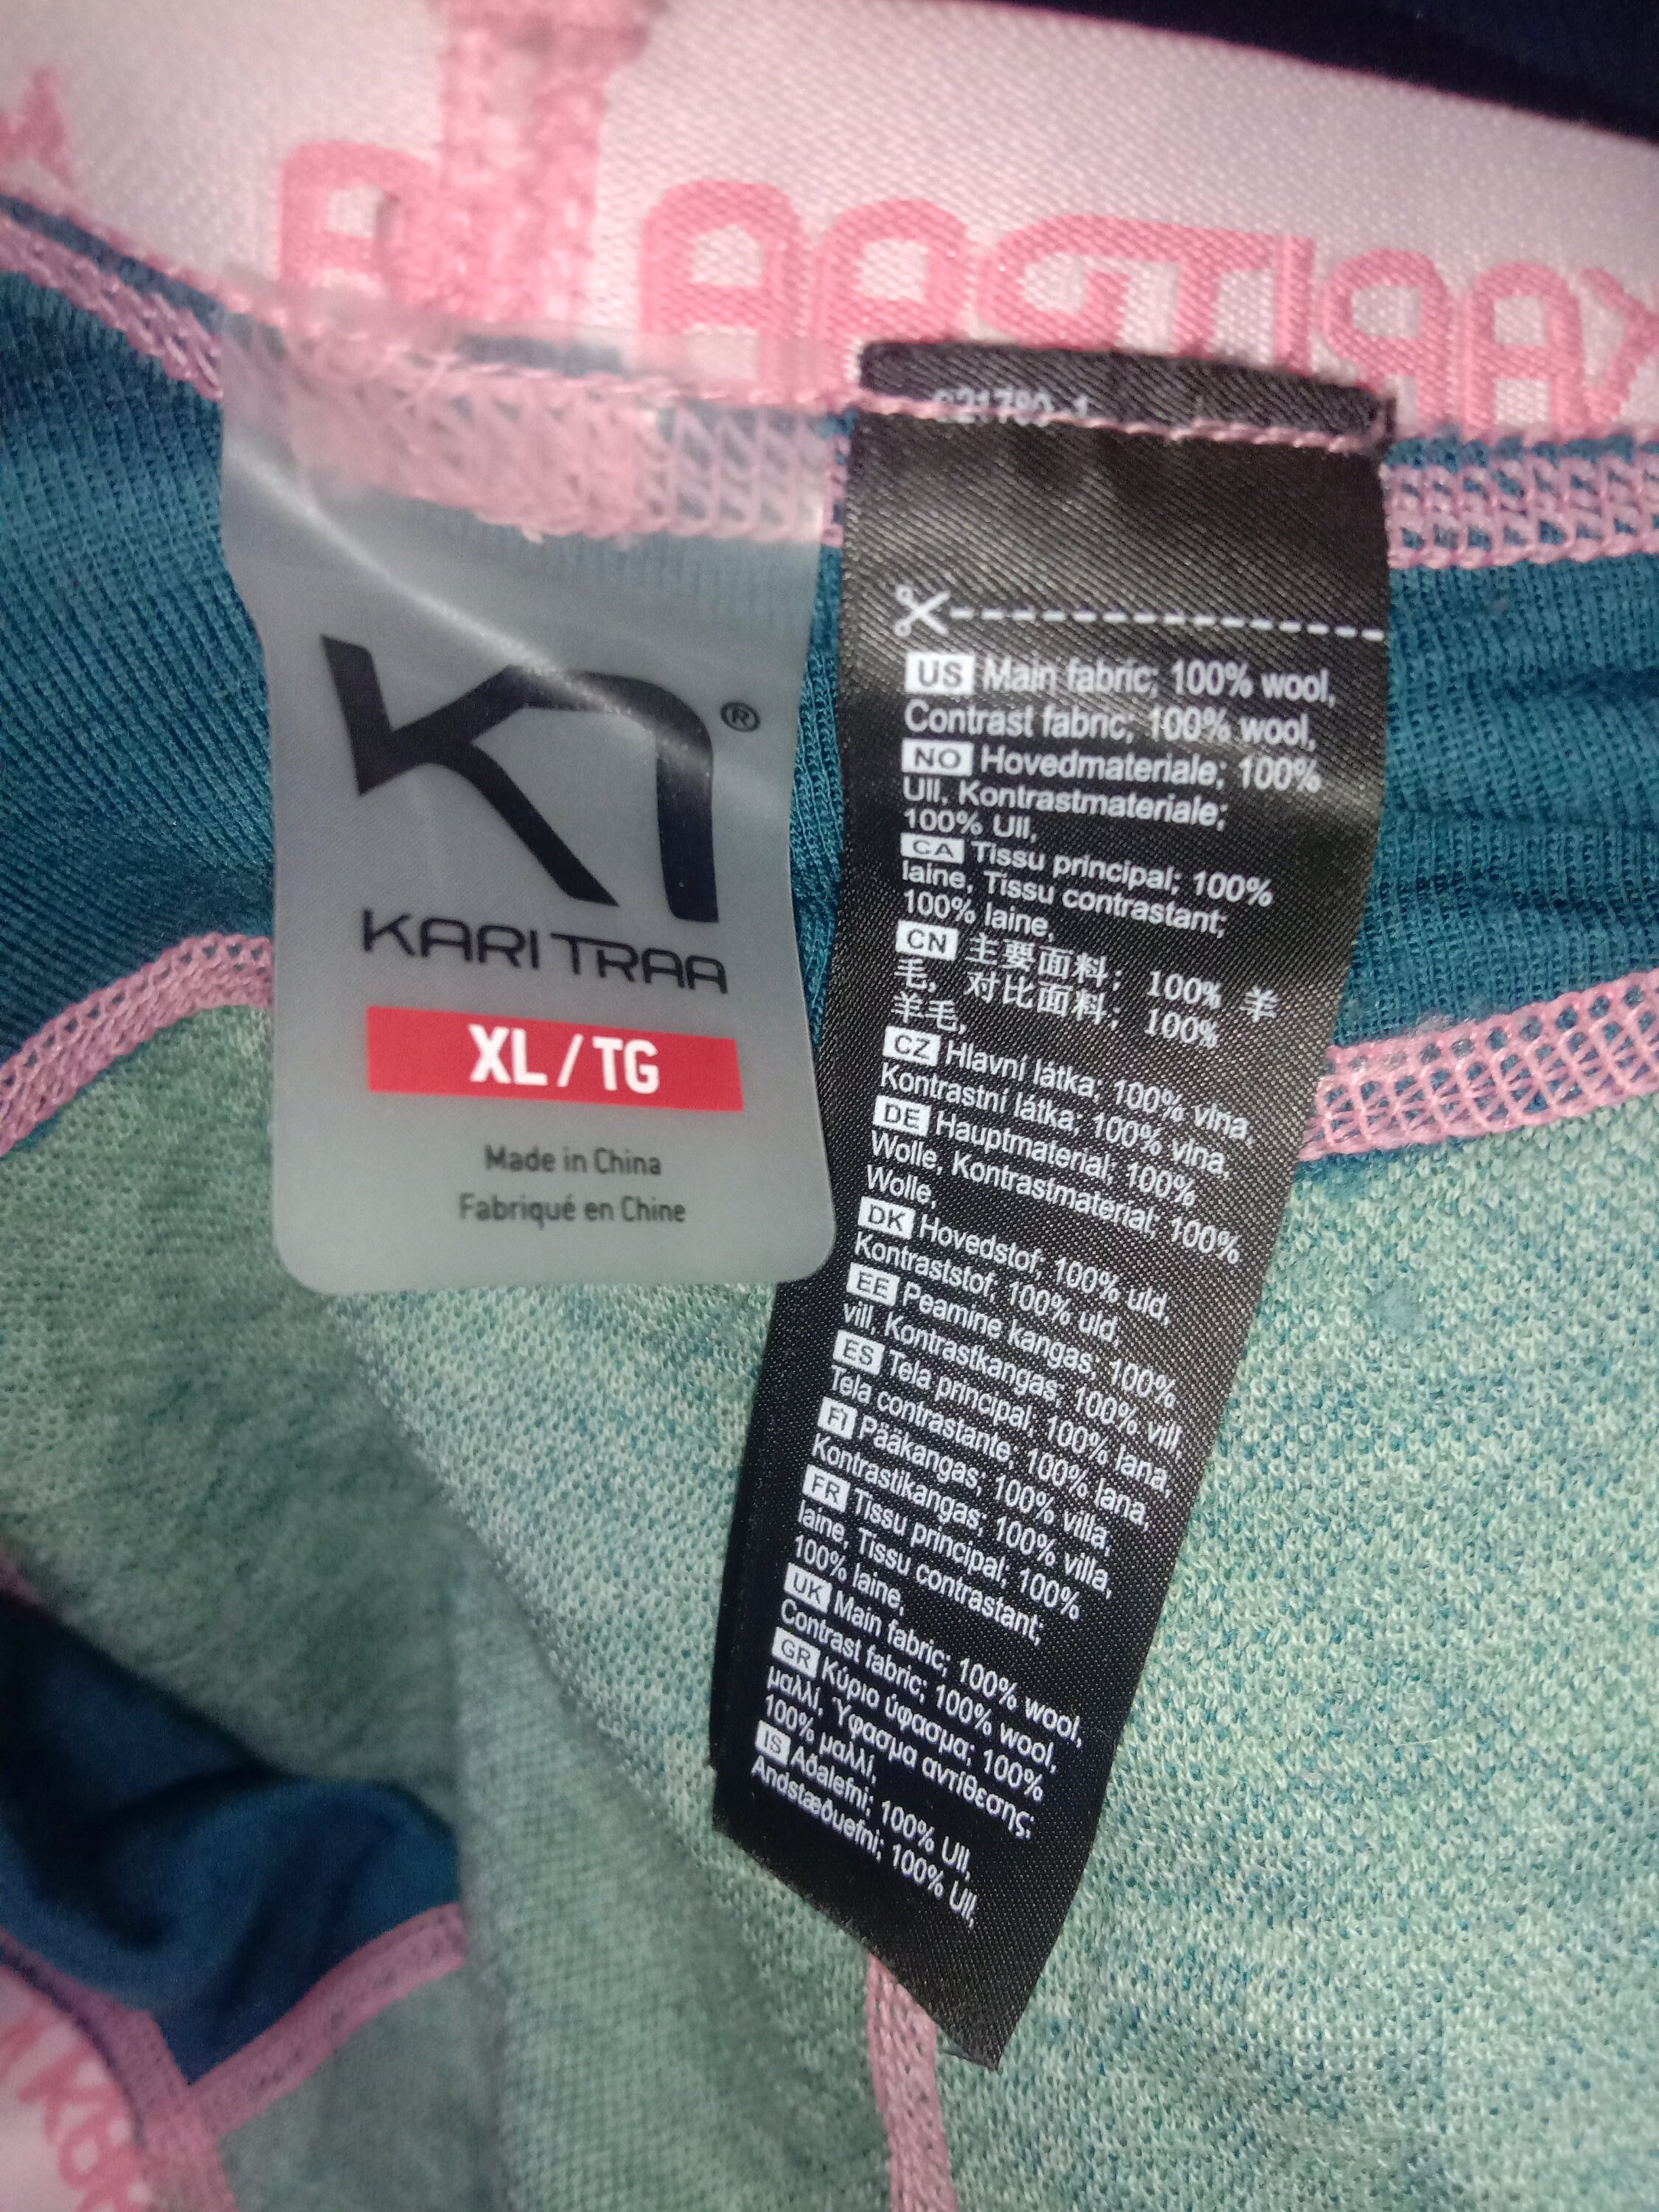 KARI TRAA
XL / TG
Made in China
Fabriqué en Chine
US Main fabric; 100% wool,
Contrast fabric; 100% wool,
NO Hovedmateriale; 100%
Ull, Kontrastmateriale;
100% Ull,
CA Tissu principal; 100%
laine, Tissu contrastant;
100% laine,
CN 主要面料; 100% 羊
毛, 对比面料; 100%
羊毛,
CZ Hlavní látka; 100% vlna,
Kontrastní látka; 100% vlna,
DE Hauptmaterial; 100%
Wolle, Kontrastmaterial; 100%
Wolle,
DK Hovedstof; 100% uld,
Kontraststof; 100% uld,
EE Peamine kangas; 100%
vill, Kontrastkangas; 100% vill,
ES Tela principal; 100% lana,
Tela contrastante; 100% lana,
FI Pääkangas; 100% villa,
Kontrastikangas; 100% villa,
FR Tissu principal; 100%
laine, Tissu contrastant;
100% laine,
UK Main fabric; 100% wool,
Contrast fabric; 100% wool,
GR Κύριο ύφασμα; 100%
μαλλί, Ύφασμα αντίθεσης;
100% μαλλί,
IS Aðalefni; 100% Ull,
Andstæðuefni; 100% Ull,